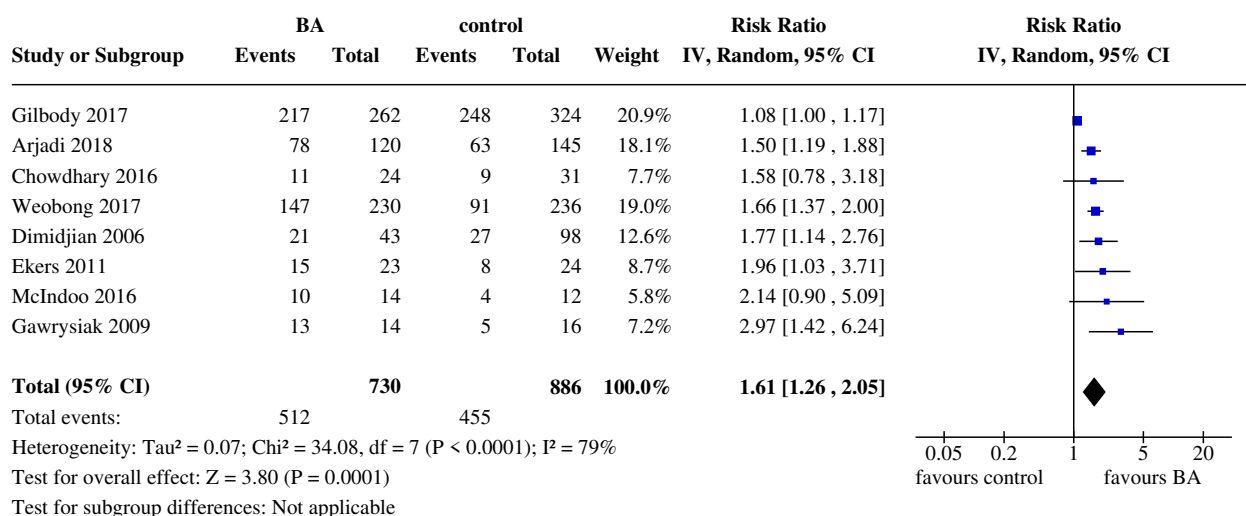 BA control Risk Ratio Risk Ratio
Study or Subgroup Events Total Events Total Weight IV, Random, 95% CI IV, Random, 95% CI
Gilbody 2017 217 262 248 324 20.9% 1.08 [1.00 , 1.17]
Arjadi 2018 78 120 63 145 18.1% 1.50 [1.19 , 1.88]
Chowdhary 2016 11 24 9 31 7.7% 1.58 [0.78 , 3.18]
Weobong 2017 147 230 91 236 19.0% 1.66 [1.37 , 2.00]
Dimidjian 2006 21 43 27 98 12.6% 1.77 [1.14 , 2.76]
Ekers 2011 15 23 8 24 8.7% 1.96 [1.03 , 3.71]
McIndoo 2016 10 14 4 12 5.8% 2.14 [0.90 , 5.09]
Gawrysiak 2009 13 14 5 16 7.2% 2.97 [1.42 , 6.24]
Total (95% CI) 730 886 100.0% 1.61 [1.26 , 2.05]
Total events: 512 455
Heterogeneity: Tau² = 0.07; Chi² = 34.08, df = 7 (P < 0.0001); I² = 79%
0.05 0.2 1 5 20
Test for overall effect: Z = 3.80 (P = 0.0001)
favours control favours BA
Test for subgroup differences: Not applicable